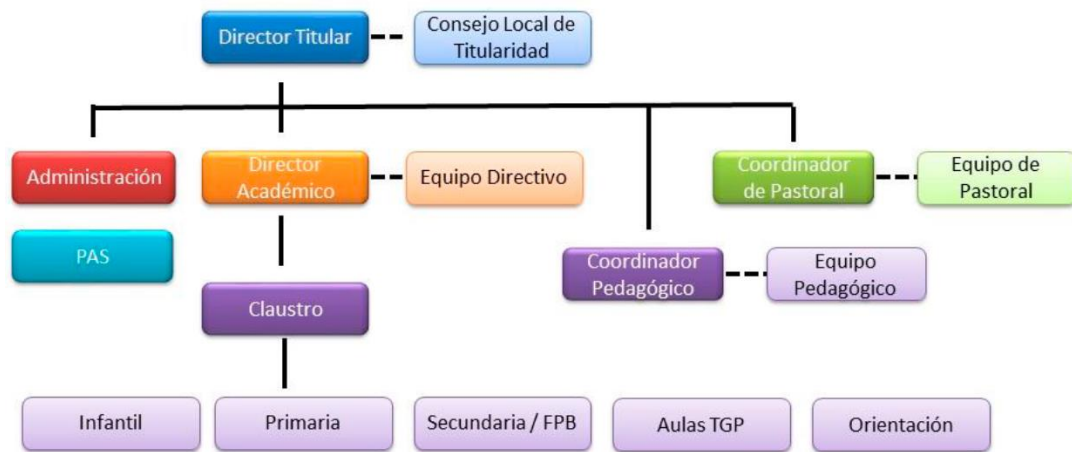 Director Titular
Consejo Local de
Titularidad
Administración
Director
Académico
Equipo Directivo
Coordinador
de Pastoral
Equipo de
Pastoral
PAS
Coordinador
Pedagógico
Equipo
Pedagógico
Claustro
Infantil
Primaria
Secundaria / FPB
Aulas TGP
Orientación